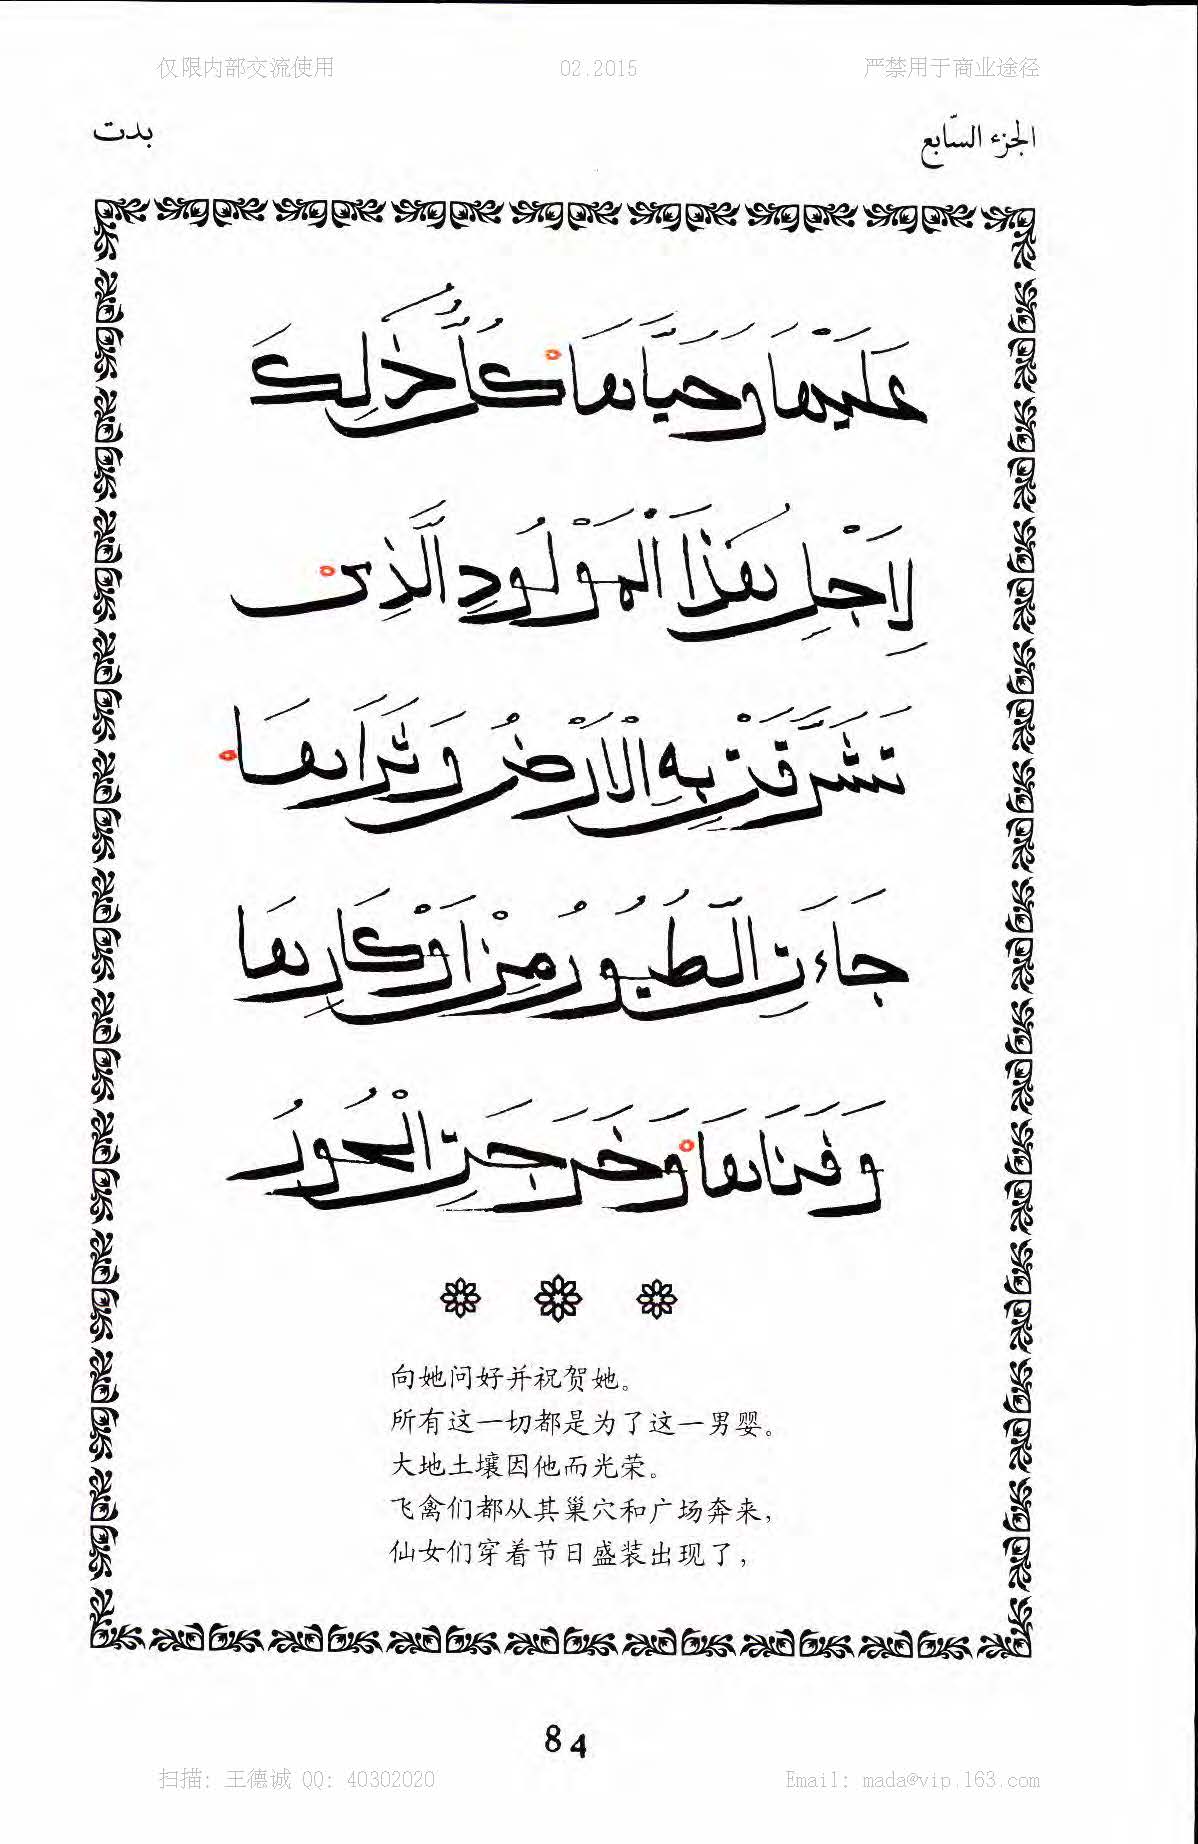 仅限内部交流使用 02.2015 严禁用于商业途径
الجزء السّابع بدت
عَلَيْهَا وَحَيَّاهَا كُلُّ ذَٰلِكَ
لِاَجْلِ هَٰذَا الْمَوْلُودِ الَّذِى
تَشَرَّفَتْ بِهِ الْاَرْضُ وَثَرَاهَا
جَاءَتِ الطُّيُورُ مِنْ اَوْكَارِهَا
وَفَنَاهَا وَخَرَجَتِ الْحُورُ
向她问好并祝贺她。
所有这一切都是为了这一男婴。
大地土壤因他而光荣。
飞禽们都从其巢穴和广场奔来,
仙女们穿着节日盛装出现了,
84
扫描: 王德诚 QQ: 40302020 Email: mada@vip.163.com